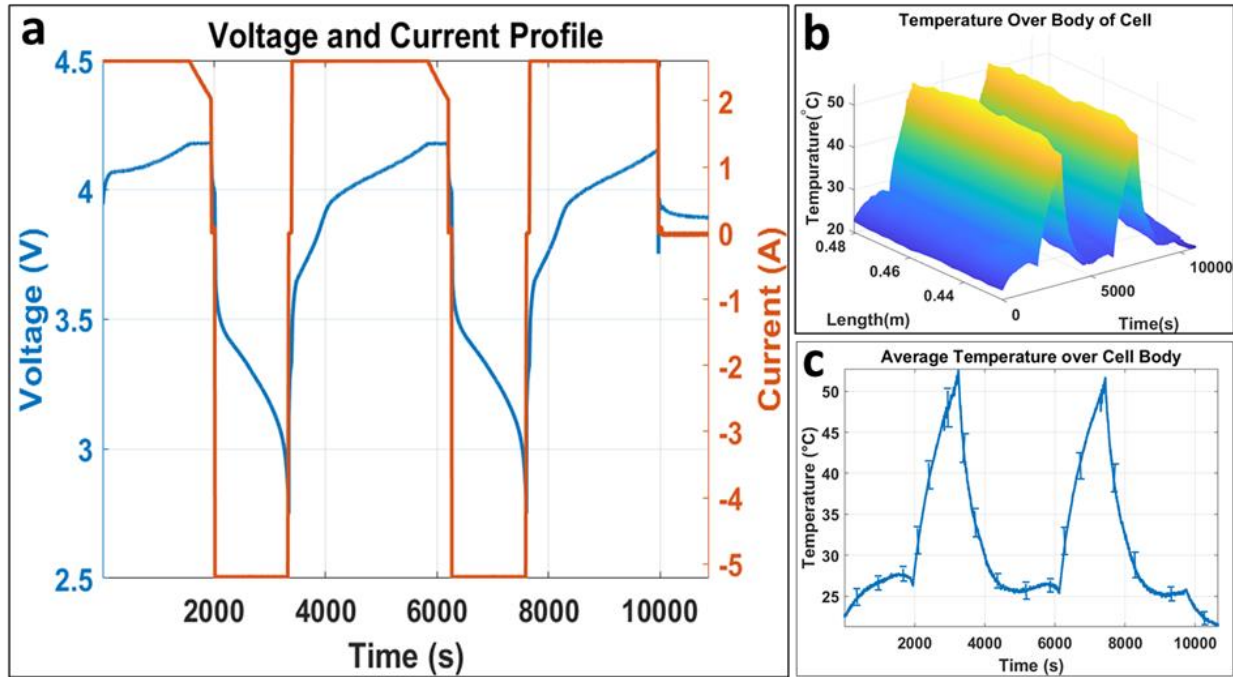 a
Voltage and Current Profile
4.5
4
3.5
3
2.5
Voltage (V)
2
1
0
-1
-2
-3
-4
-5
Current (A)
2000
4000
6000
8000
10000
Time (s)
b
Temperature Over Body of Cell
50
40
30
20
Tempurature(°C)
0.48
0.46
0.44
Length(m)
0
5000
10000
Time(s)
c
Average Temperature over Cell Body
50
45
40
35
30
25
Temperature (°C)
2000
4000
6000
8000
10000
Time (s)